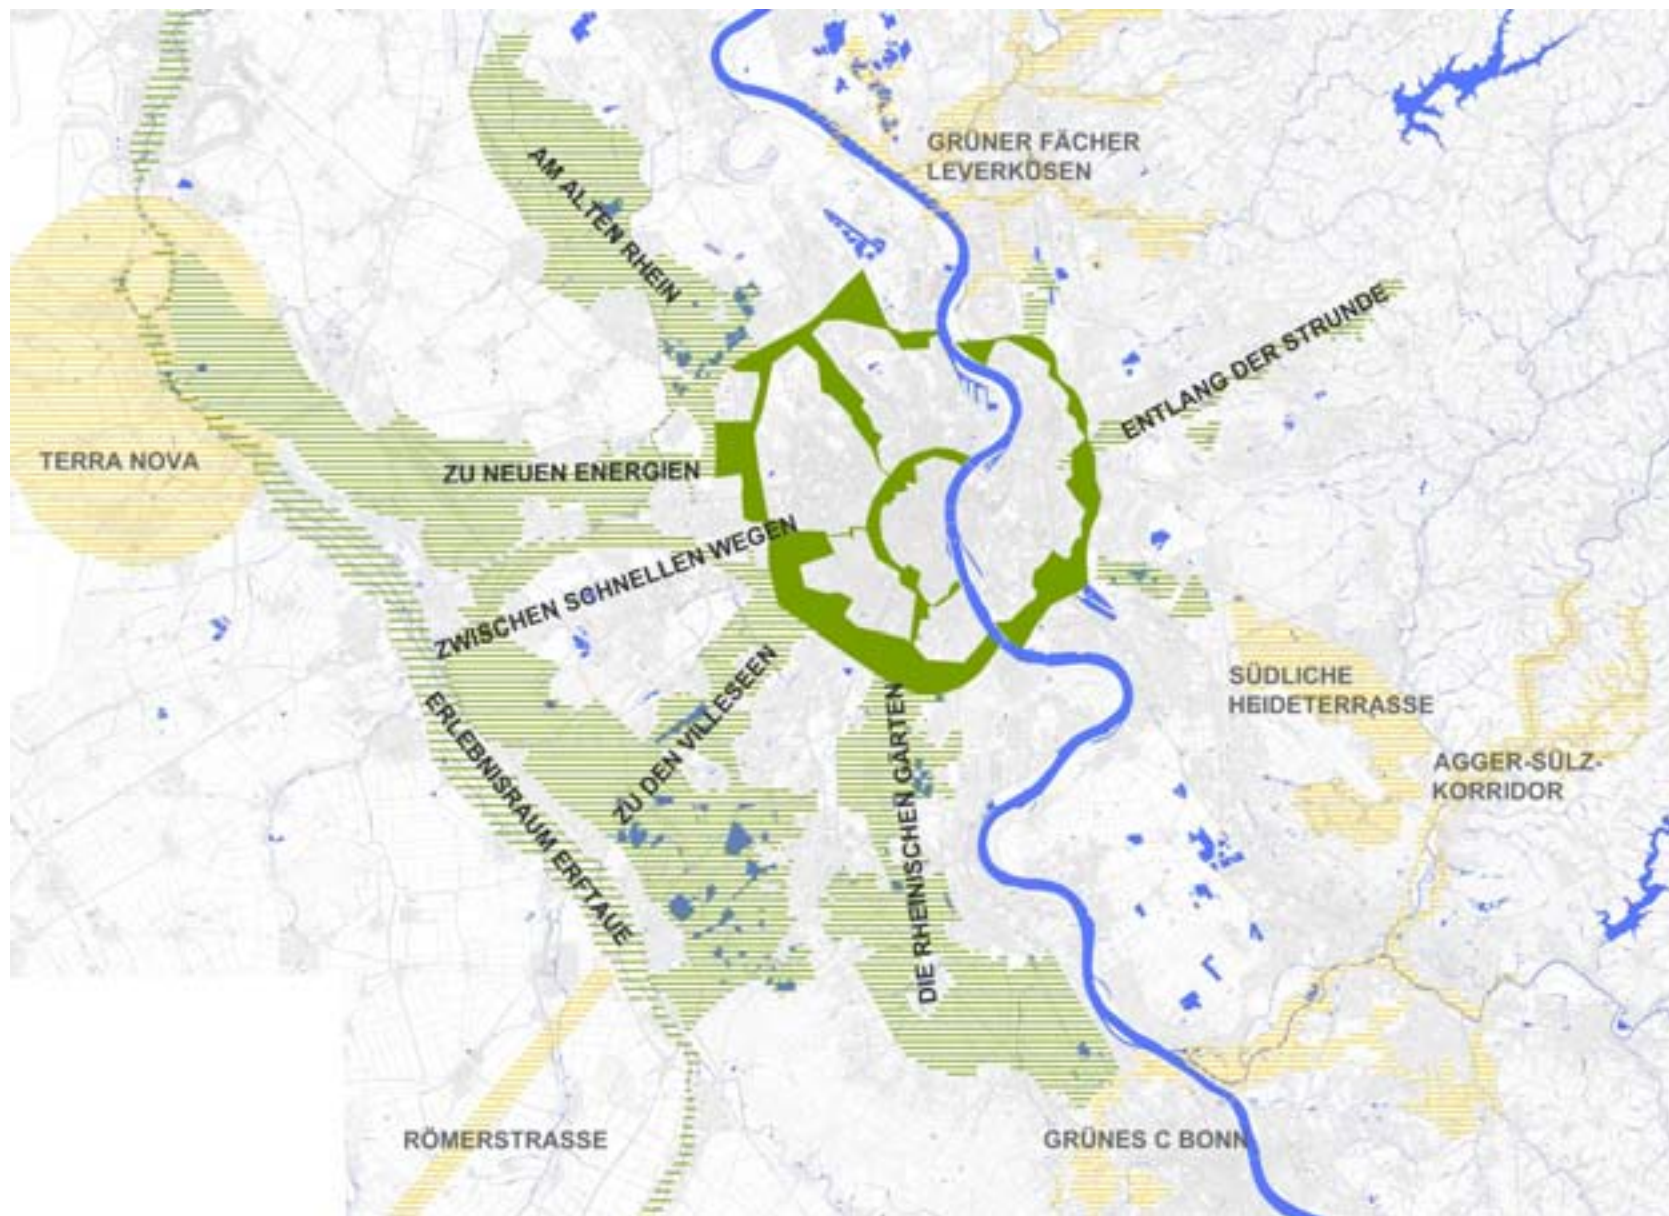 GRÜNER FÄCHER
LEVERKUSEN
AM ALTEN RHEIN
ENTLANG DER STRUNDE
TERRA NOVA
ZU NEUEN ENERGIEN
ZWISCHEN SCHNELLEN WEGEN
ZU DEN VILLESEEN
ERLEBNISRAUM ERFTAUE
DIE RHEINISCHEN GÄRTEN
SÜDLICHE
HEIDETERRASSE
AGGER-SÜLZ-
KORRIDOR
RÖMERSTRASSE
GRÜNES C BONN